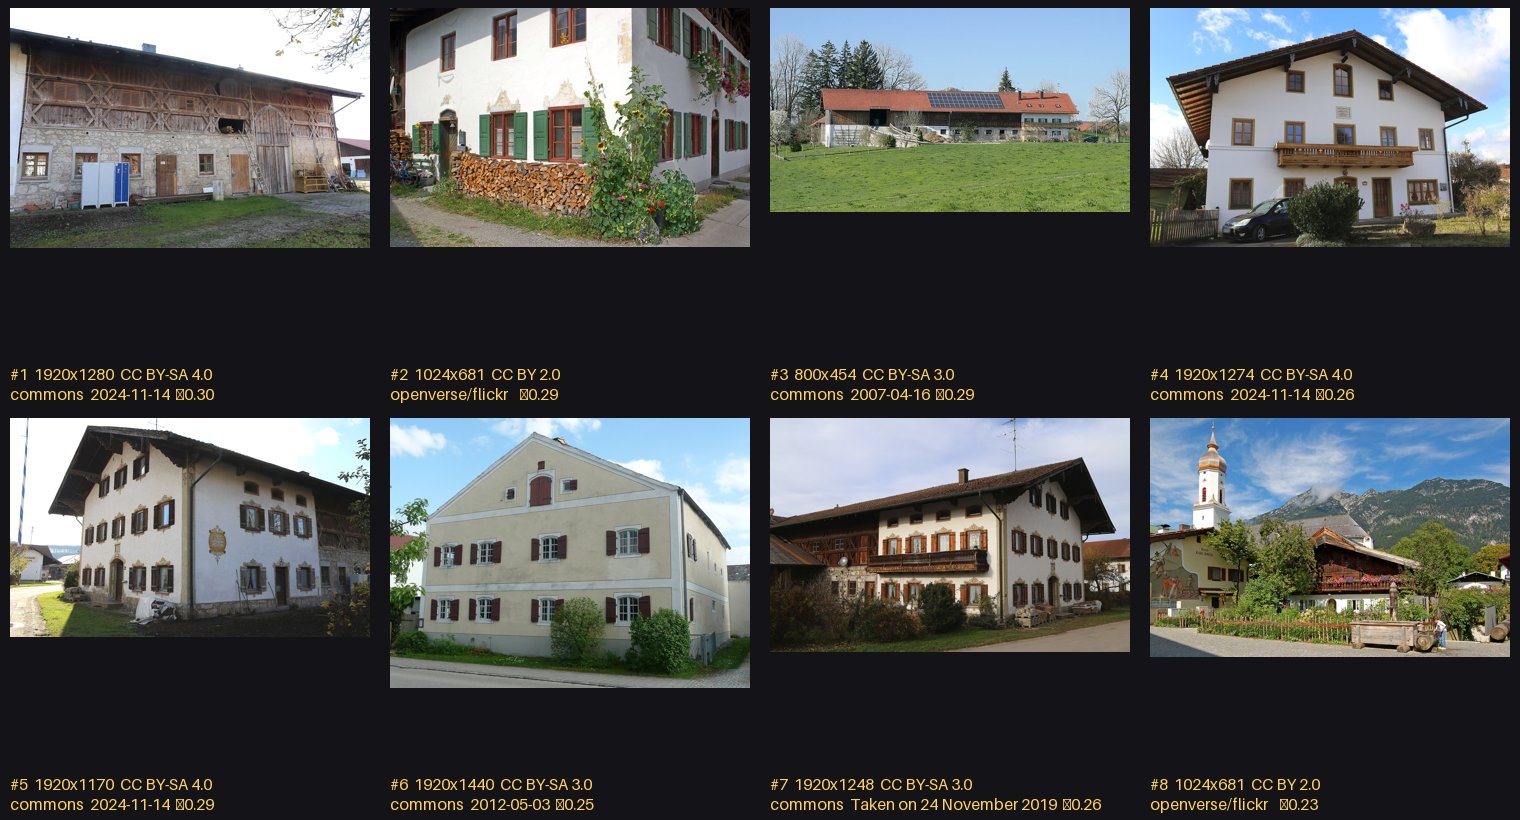 #1 1920x1280 CC BY-SA 4.0
commons 2024-11-14 0.30
#2 1024x681 CC BY 2.0
openverse/flickr 0.29
#3 800x454 CC BY-SA 3.0
commons 2007-04-16 0.29
#4 1920x1274 CC BY-SA 4.0
commons 2024-11-14 0.26
#5 1920x1170 CC BY-SA 4.0
commons 2024-11-14 0.29
#6 1920x1440 CC BY-SA 3.0
commons 2012-05-03 0.25
#7 1920x1248 CC BY-SA 3.0
commons Taken on 24 November 2019 0.26
#8 1024x681 CC BY 2.0
openverse/flickr 0.23